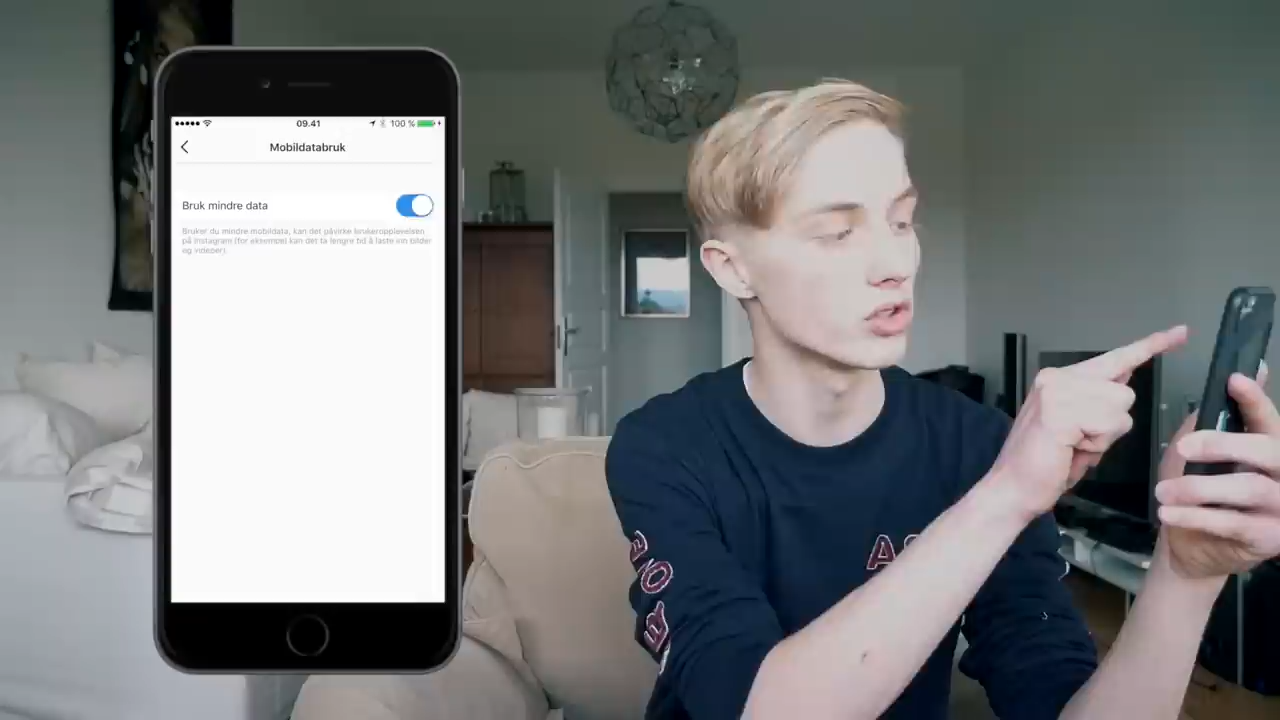 09.41
100 %
Mobildatabruk
Bruk mindre data
Bruker du mindre mobildata, kan det påvirke brukeropplevelsen
på Instagram (for eksempel kan det ta lengre tid å laste inn bilder
og videoer).